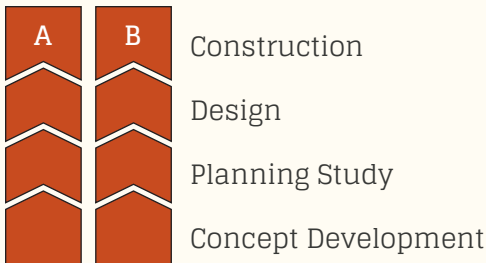 A B
Construction
Design
Planning Study
Concept Development